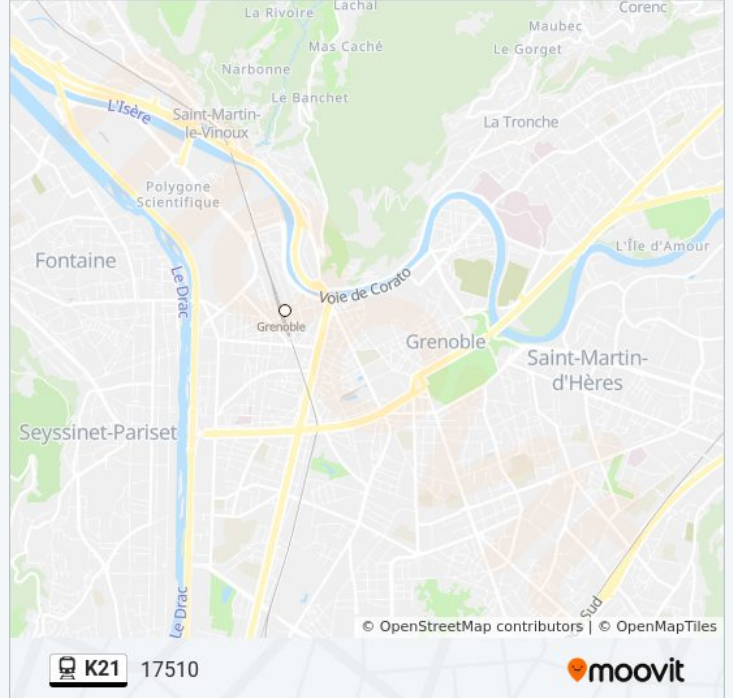 Lachal
La Rivoire
Corenc
Maubec
Mas Caché
Le Gorget
Narbonne
Le Banchet
L'Isère
Saint-Martin-
le-Vinoux
La Tronche
Polygone
Scientifique
L'Île d'Amour
Fontaine
Le Drac
Voie de Corato
Grenoble
Grenoble
Saint-Martin-
d'Hères
Seyssinet-Pariset
Le Drac
Sud
© OpenStreetMap contributors | © OpenMapTiles
K21 17510
moovit